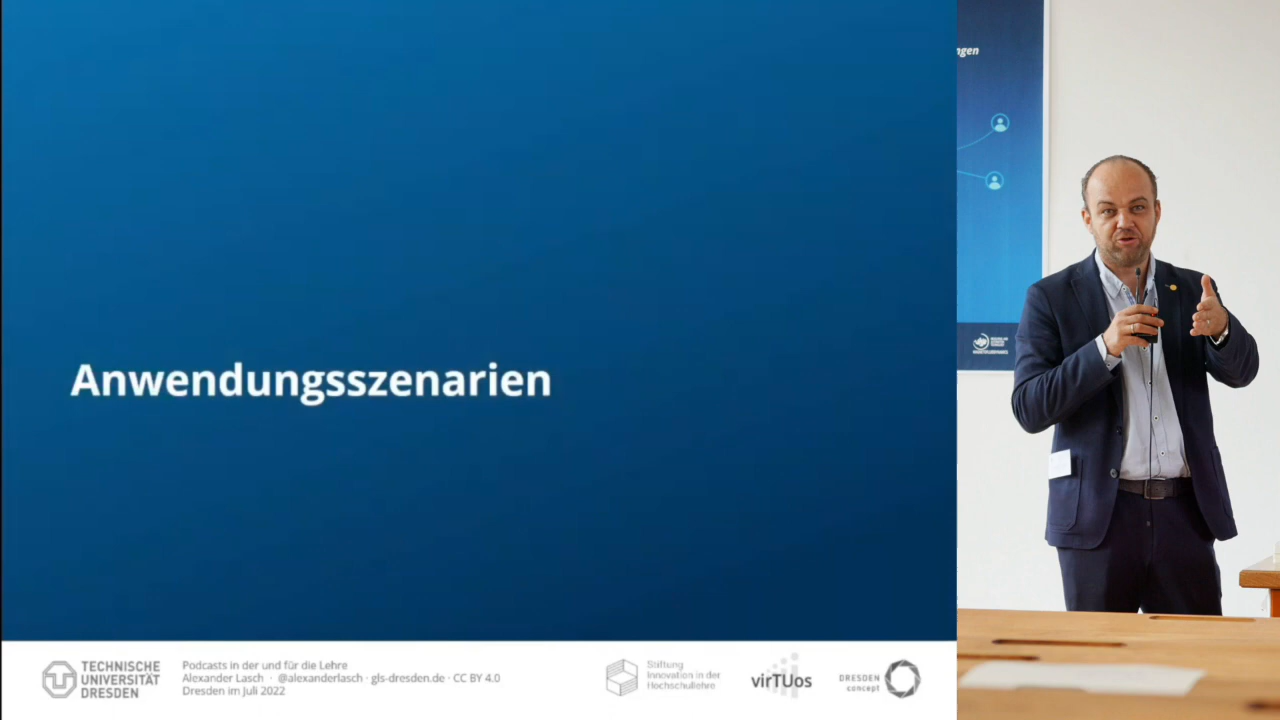 Anwendungsszenarien
ngen
TECHNISCHE
UNIVERSITÄT
DRESDEN
Podcasts in der und für die Lehre
Alexander Lasch · @alexanderlasch · gls-dresden.de · CC BY 4.0
Dresden im Juli 2022
Stiftung
Innovation in der
Hochschullehre
virTUos
DRESDEN
concept